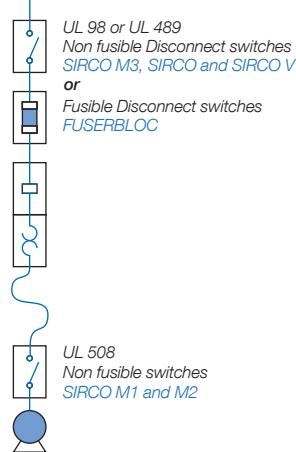 UL 98 or UL 489
Non fusible Disconnect switches
SIRCO M3, SIRCO and SIRCO V
or
Fusible Disconnect switches
FUSERBLOC
UL 508
Non fusible switches
SIRCO M1 and M2